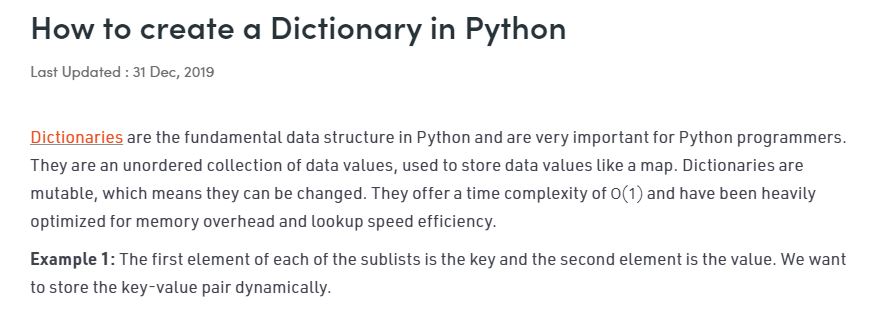 How to create a Dictionary in Python
Last Updated : 31 Dec, 2019
Dictionaries are the fundamental data structure in Python and are very important for Python programmers.
They are an unordered collection of data values, used to store data values like a map. Dictionaries are
mutable, which means they can be changed. They offer a time complexity of O(1) and have been heavily
optimized for memory overhead and lookup speed efficiency.
Example 1: The first element of each of the sublists is the key and the second element is the value. We want
to store the key-value pair dynamically.